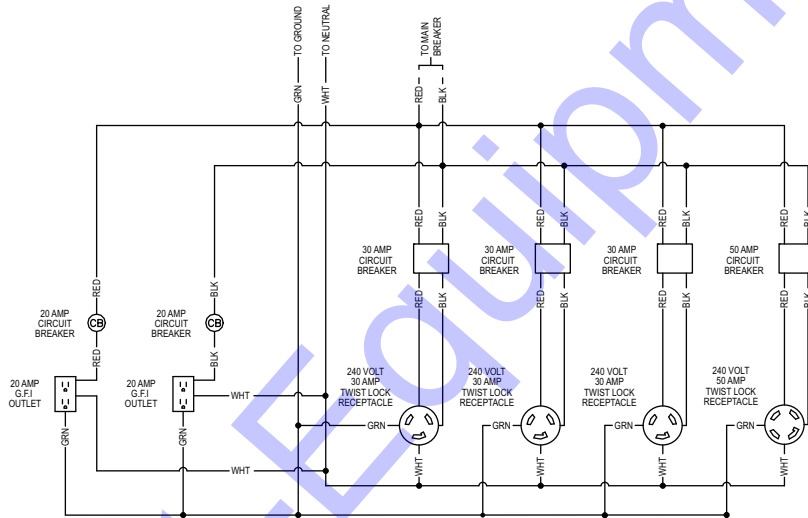 TO GROUND
TO NEUTRAL
TO MAIN
BREAKER
GRN
WHT
RED
BLK
RED
BLK
RED
BLK
RED
BLK
RED
BLK
30 AMP
CIRCUIT
BREAKER
30 AMP
CIRCUIT
BREAKER
30 AMP
CIRCUIT
BREAKER
50 AMP
CIRCUIT
BREAKER
RED
BLK
20 AMP
CIRCUIT
BREAKER
CB
20 AMP
CIRCUIT
BREAKER
CB
RED
BLK
RED
BLK
RED
BLK
RED
BLK
RED
BLK
20 AMP
G.F.I
OUTLET
20 AMP
G.F.I
OUTLET
240 VOLT
30 AMP
TWIST LOCK
RECEPTACLE
240 VOLT
30 AMP
TWIST LOCK
RECEPTACLE
240 VOLT
30 AMP
TWIST LOCK
RECEPTACLE
240 VOLT
50 AMP
TWIST LOCK
RECEPTACLE
WHT
GRN
GRN
GRN
GRN
GRN
GRN
WHT
WHT
WHT
WHT
WHT
Equipm